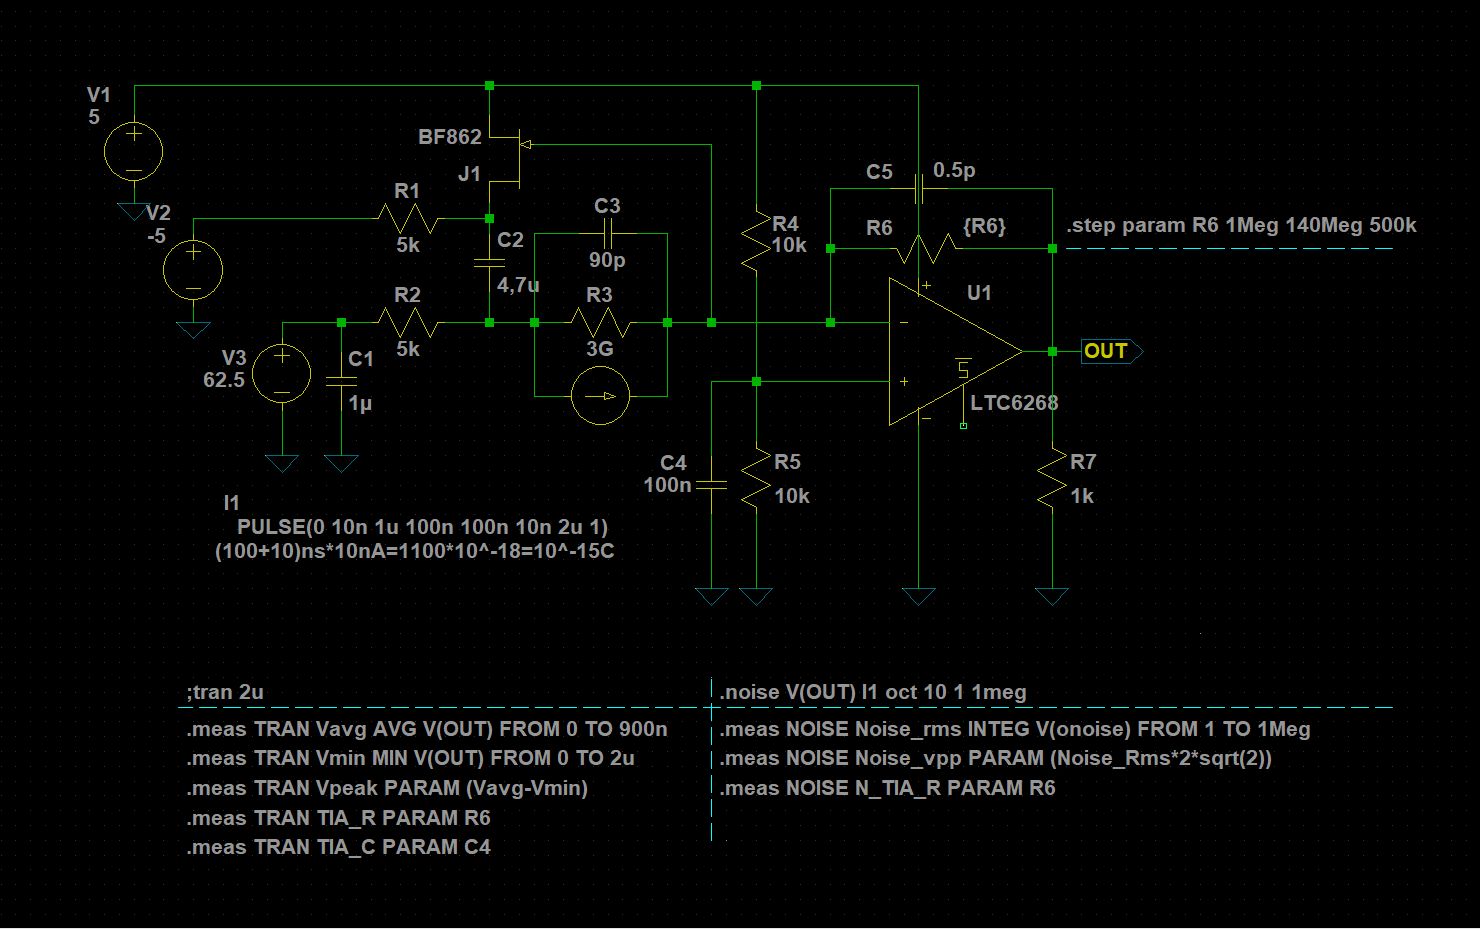 V1
5
BF862
J1
C5
0.5p
R1
5k
V2
-5
C3
90p
R4
10k
R6
{R6}
.step param R6 1Meg 140Meg 500k
C2
4,7u
R2
5k
R3
3G
U1
V3
62.5
C1
1µ
OUT
5
LTC6268
C4
100n
R5
10k
R7
1k
I1
PULSE(0 10n 1u 100n 100n 10n 2u 1)
(100+10)ns*10nA=1100*10^-18=10^-15C
;tran 2u
.meas TRAN Vavg AVG V(OUT) FROM 0 TO 900n
.meas TRAN Vmin MIN V(OUT) FROM 0 TO 2u
.meas TRAN Vpeak PARAM (Vavg-Vmin)
.meas TRAN TIA_R PARAM R6
.meas TRAN TIA_C PARAM C4
.noise V(OUT) I1 oct 10 1 1meg
.meas NOISE Noise_rms INTEG V(onoise) FROM 1 TO 1Meg
.meas NOISE Noise_vpp PARAM (Noise_Rms*2*sqrt(2))
.meas NOISE N_TIA_R PARAM R6